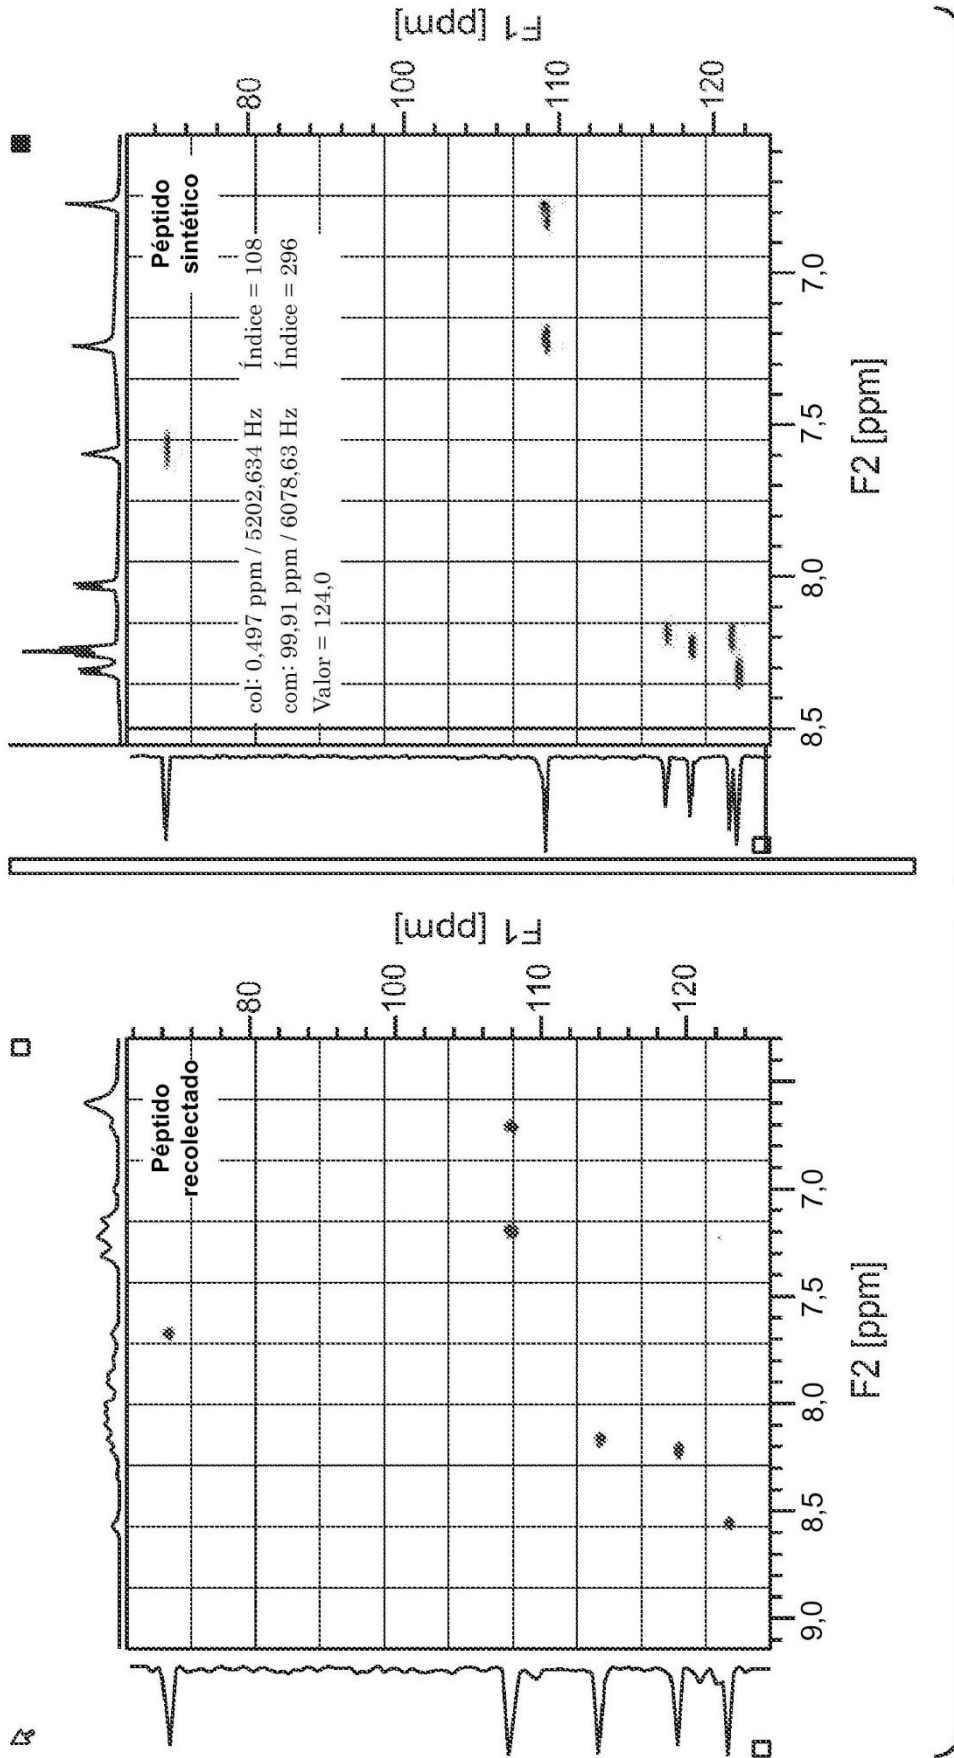 Péptido
recolectado
F1 [ppm]
80
100
110
120
9,0
8,5
8,0
7,5
7,0
F2 [ppm]
Péptido
sintético
col: 0,497 ppm / 5202,634 Hz Índice = 108
com: 99,91 ppm / 6078,63 Hz Índice = 296
Valor = 124,0
F1 [ppm]
80
100
110
120
8,5
8,0
7,5
7,0
F2 [ppm]